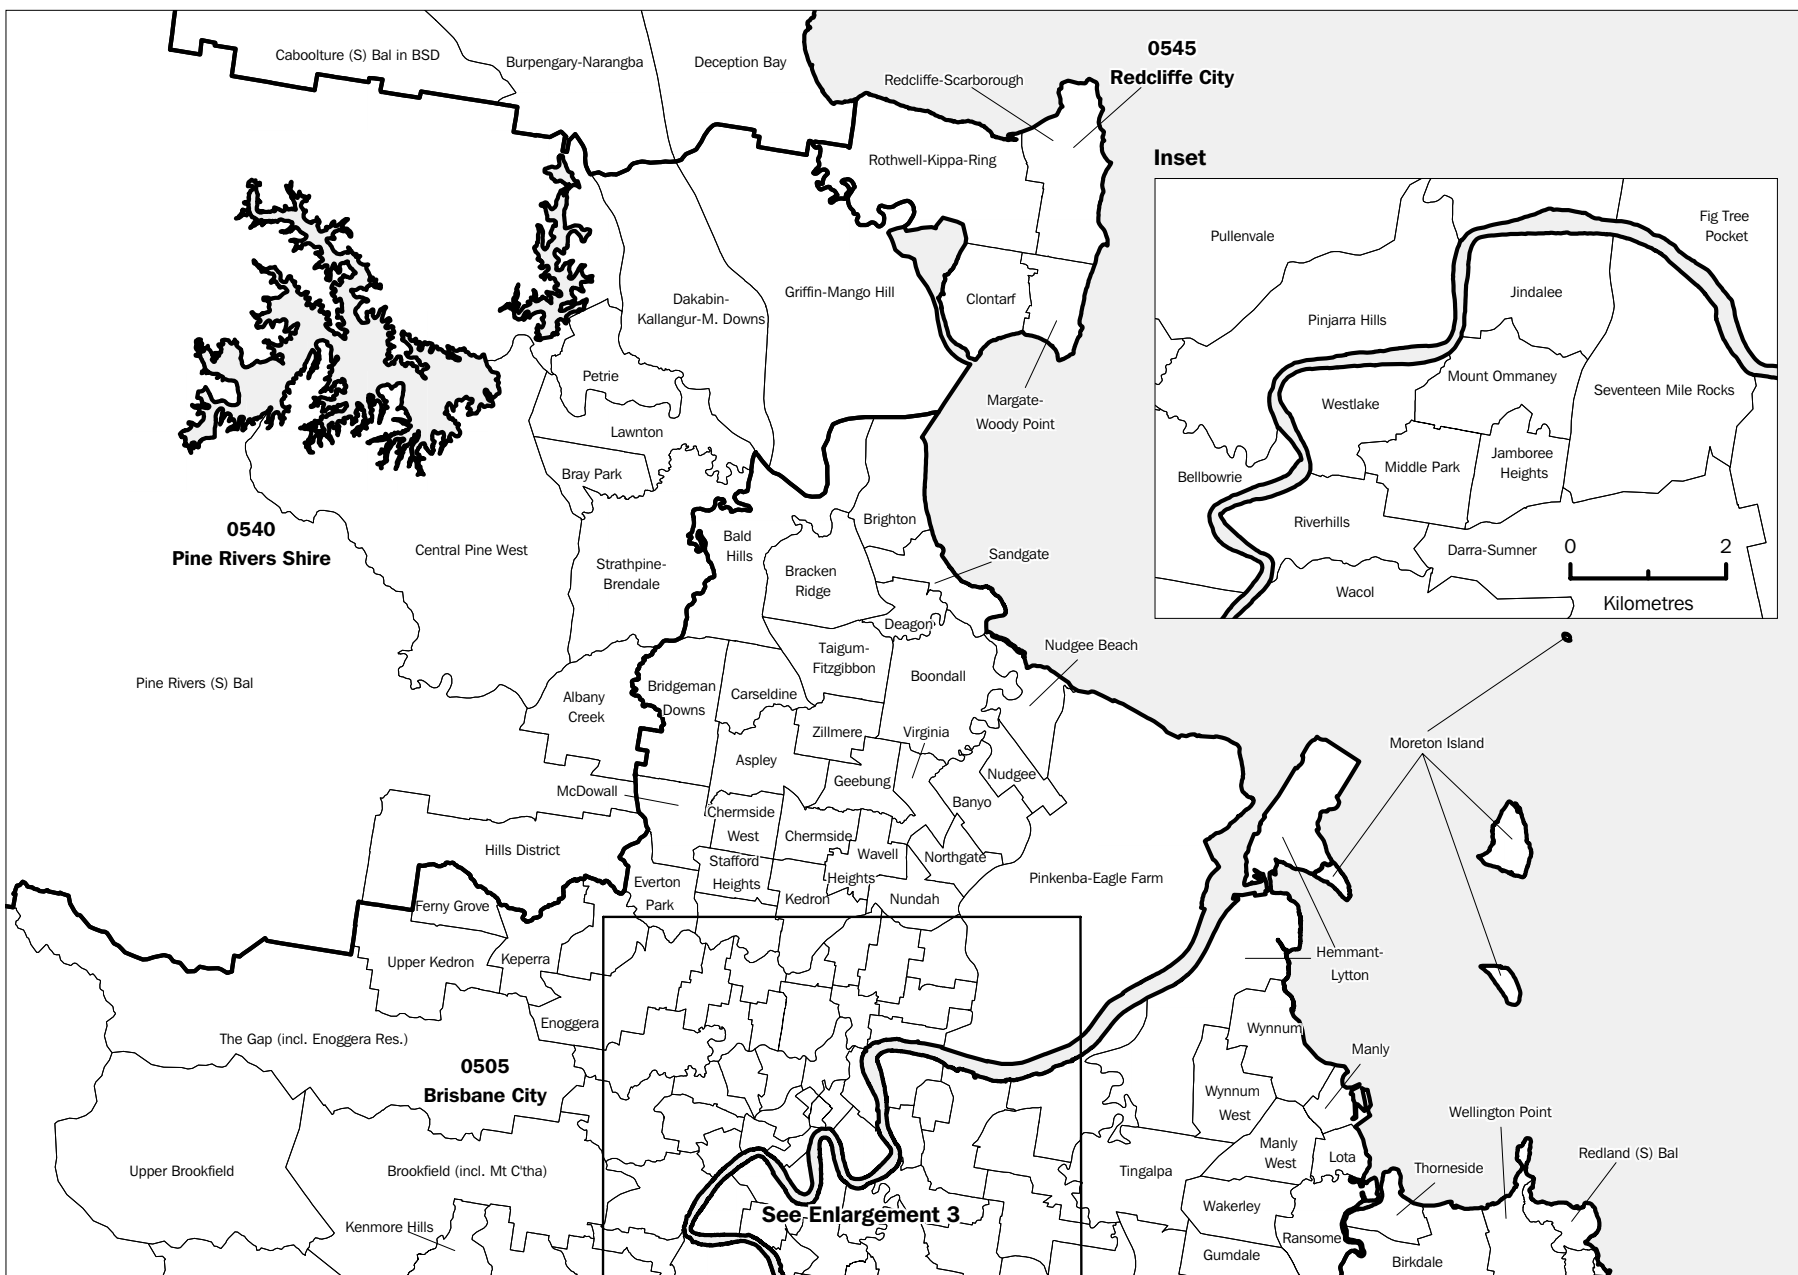 Caboolture (S) Bal in BSD
Burpengary-Narangba
Deception Bay
0545
Redcliffe City
Redcliffe-Scarborough
Rothwell-Kippa-Ring
Inset
Pullenvale
Fig Tree
Pocket
Jindalee
Pinjarra Hills
Mount Ommaney
Seventeen Mile Rocks
Westlake
Middle Park
Jamboree
Heights
Bellbowrie
Riverhills
Darra-Sumner
Wacol
0
2
Kilometres
Dakabin-
Kallangur-M. Downs
Griffin-Mango Hill
Clontarf
Margate-
Woody Point
Petrie
Lawnton
Bray Park
0540
Pine Rivers Shire
Central Pine West
Strathpine-
Brendale
Bald
Hills
Brighton
Sandgate
Bracken
Ridge
Deagon
Nudgee Beach
Taigum-
Fitzgibbon
Boondall
Pine Rivers (S) Bal
Albany
Creek
Bridgeman
Downs
Carseldine
Zillmere
Virginia
Moreton Island
Aspley
Geebung
Nudgee
McDowall
Banyo
Chermside
West
Chermside
Hills District
Wavell
Heights
Northgate
Stafford
Heights
Everton
Park
Kedron
Nundah
Pinkenba-Eagle Farm
Ferny Grove
Upper Kedron
Keperra
Hemmant-
Lytton
Enoggera
The Gap (incl. Enoggera Res.)
Wynnum
Manly
0505
Brisbane City
Wynnum
West
Wellington Point
Manly
West
Lota
Thorneside
Redland (S) Bal
Upper Brookfield
Brookfield (incl. Mt C'tha)
Tingalpa
Wakerley
See Enlargement 3
Kenmore Hills
Ransome
Gumdale
Birkdale